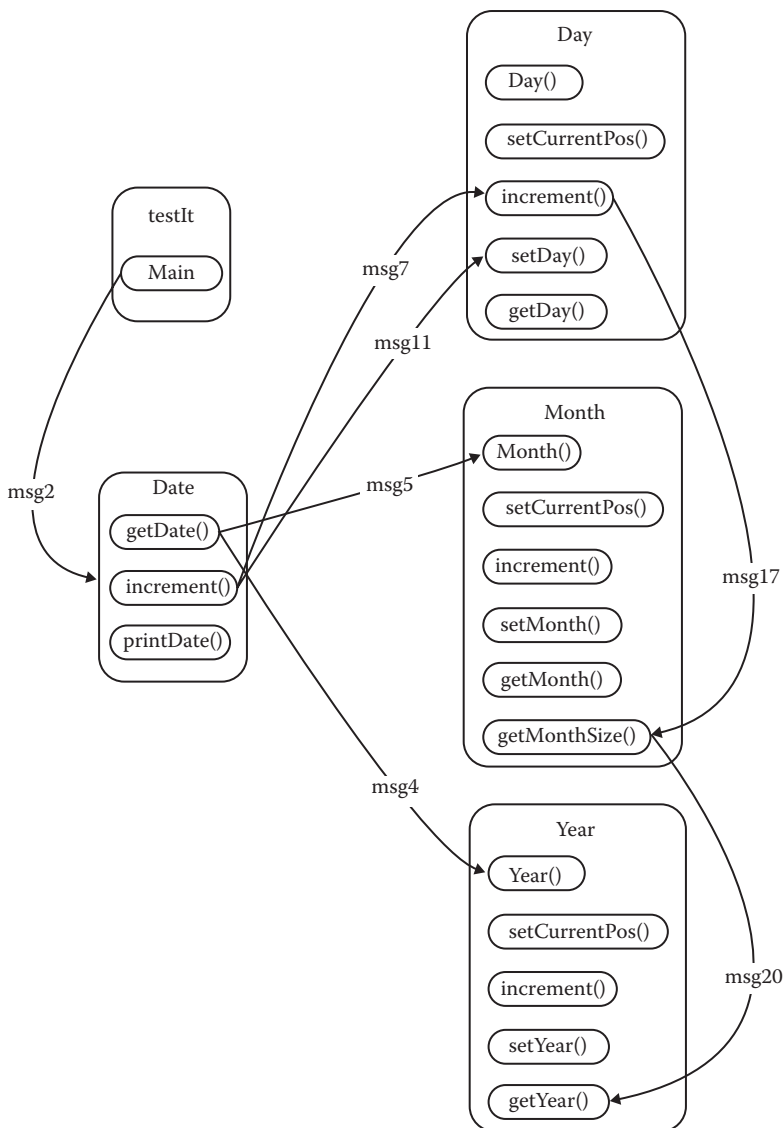 Day
Day()
setCurrentPos()
increment()
setDay()
getDay()
testIt
Main
msg7
msg11
msg2
Date
getDate()
increment()
printDate()
msg5
Month
Month()
setCurrentPos()
increment()
setMonth()
getMonth()
getMonthSize()
msg17
msg4
Year
Year()
setCurrentPos()
increment()
setYear()
getYear()
msg20